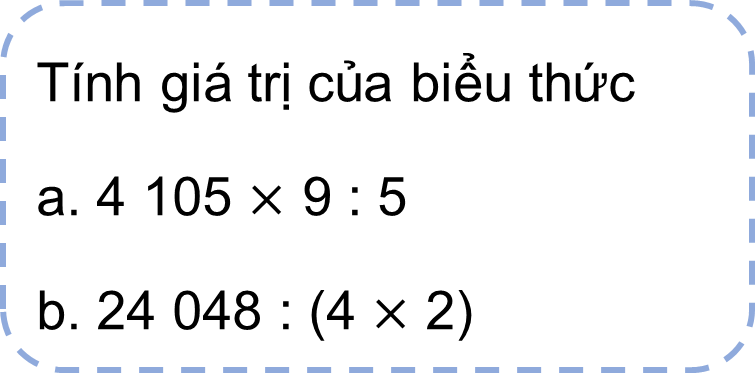 Tính giá trị của biểu thức
a. 4 105 × 9 : 5
b. 24 048 : (4 × 2)